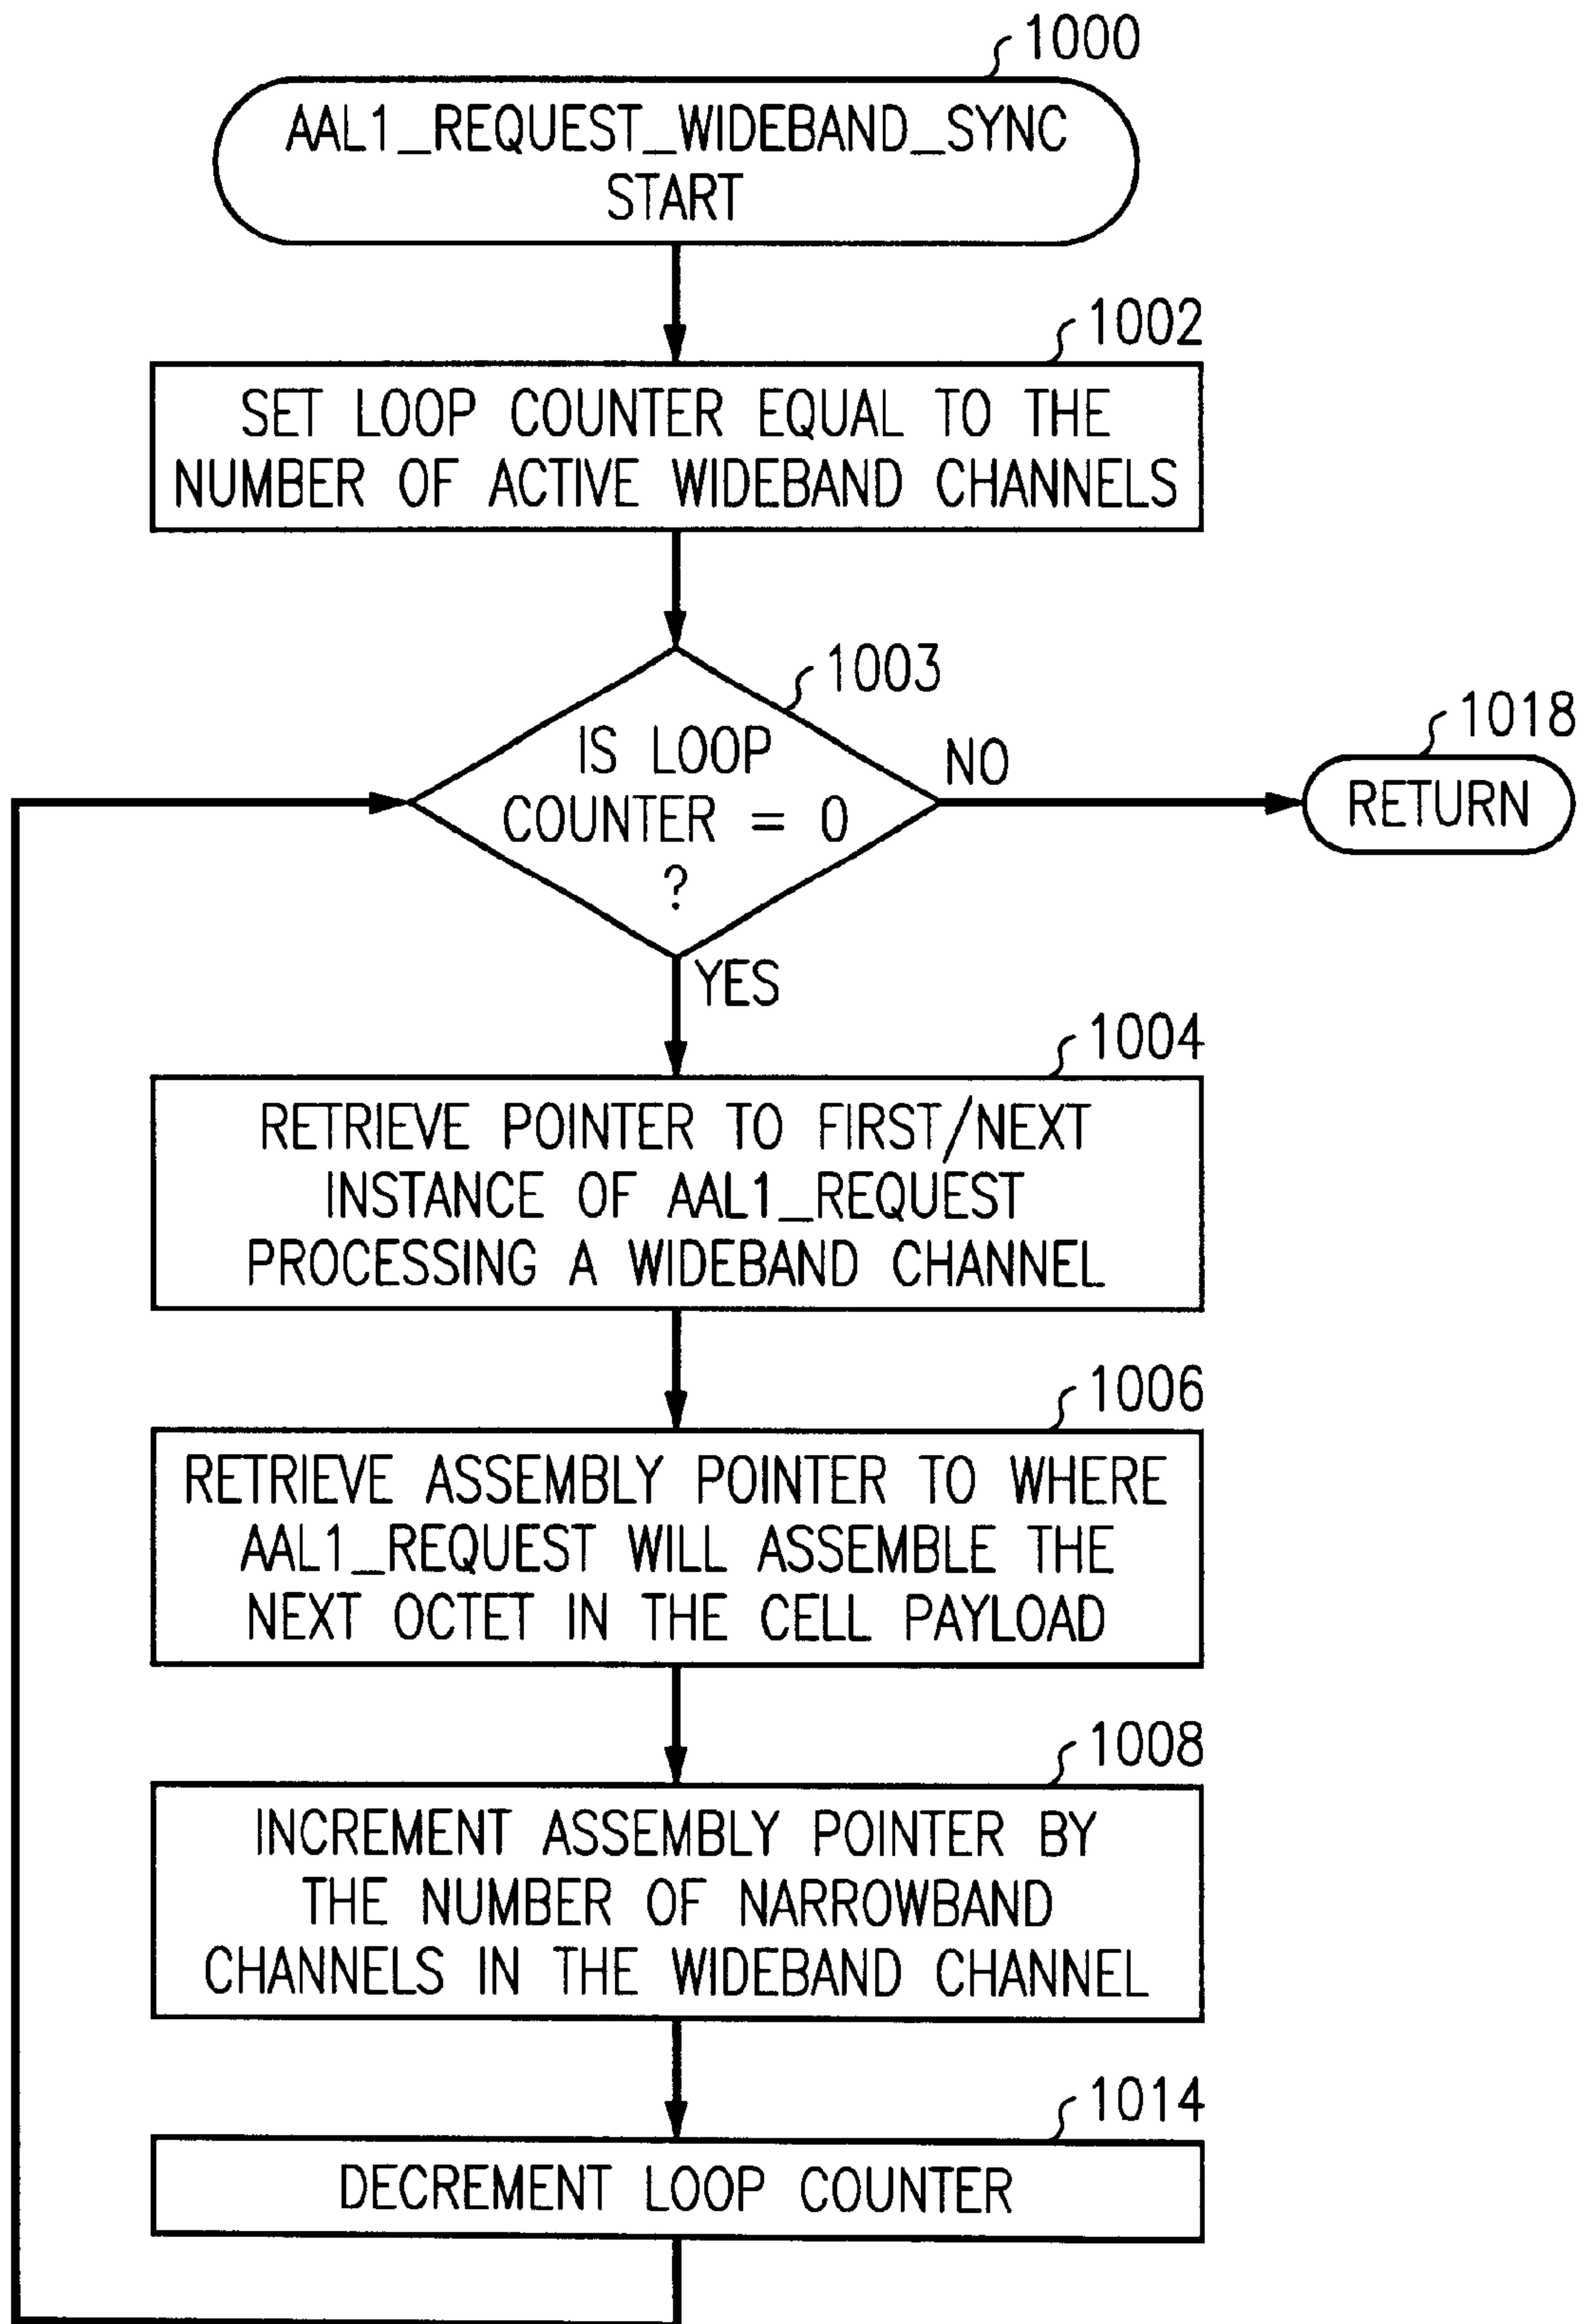 1000
AAL1_REQUEST_WIDEBAND_SYNC
START
1002
SET LOOP COUNTER EQUAL TO THE
NUMBER OF ACTIVE WIDEBAND CHANNELS
1003
IS LOOP
COUNTER = 0
?
NO
1018
RETURN
YES
1004
RETRIEVE POINTER TO FIRST/NEXT
INSTANCE OF AAL1_REQUEST
PROCESSING A WIDEBAND CHANNEL
1006
RETRIEVE ASSEMBLY POINTER TO WHERE
AAL1_REQUEST WILL ASSEMBLE THE
NEXT OCTET IN THE CELL PAYLOAD
1008
INCREMENT ASSEMBLY POINTER BY
THE NUMBER OF NARROWBAND
CHANNELS IN THE WIDEBAND CHANNEL
1014
DECREMENT LOOP COUNTER